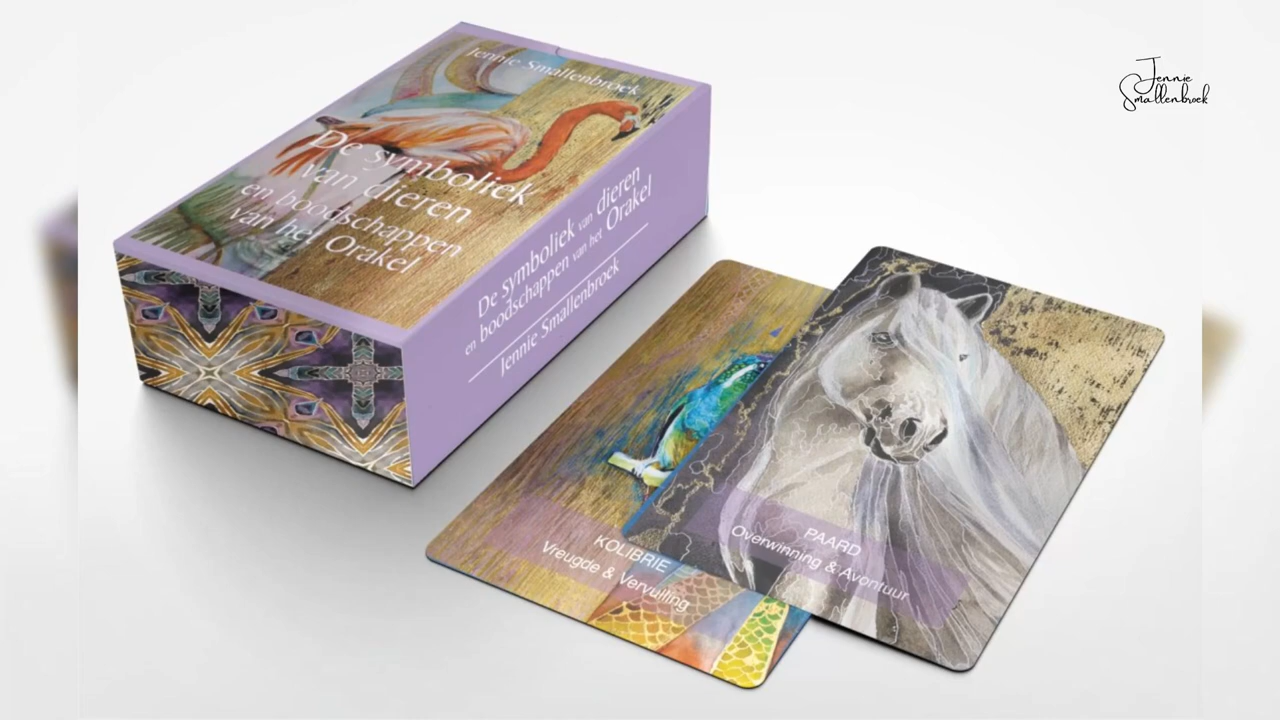 Jennie Smallenbroek
De symboliek
van dieren
en boodschappen
van het Orakel
De symboliek van dieren
en boodschappen van het Orakel
Jennie Smallenbroek
KOLIBRIE
Vreugde & Vervulling
PAARD
Overwinning & Avontuur
Jennie
Smallenbroek